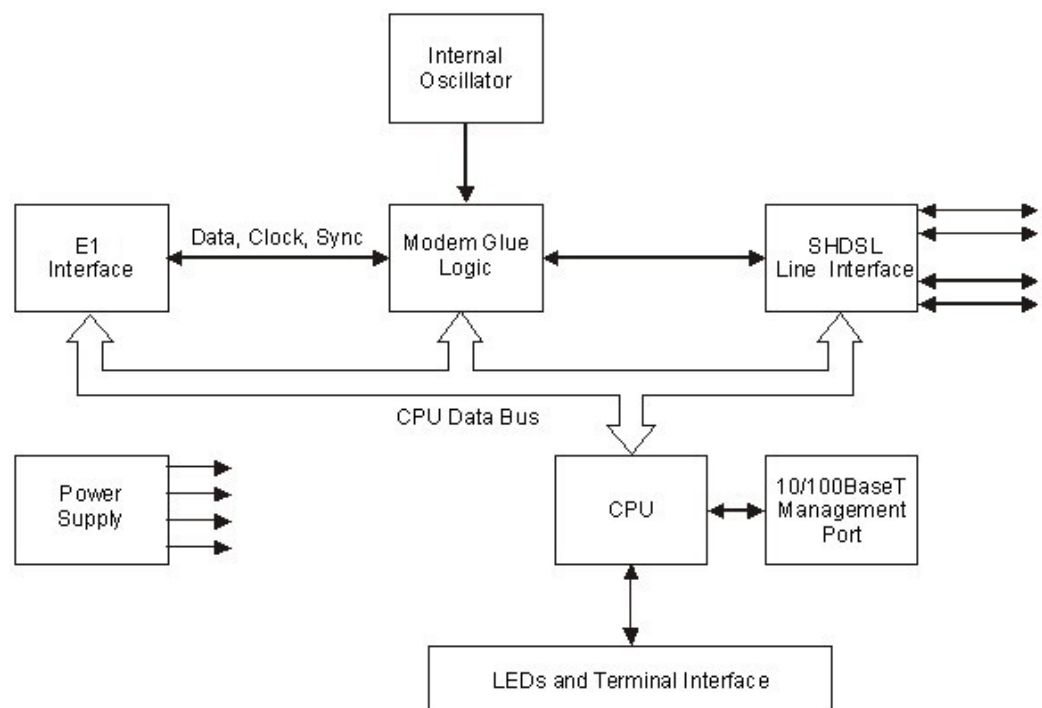 Internal
Oscillator
E1
Interface
Data, Clock, Sync
Modem Glue
Logic
SHDSL
Line Interface
CPU Data Bus
Power
Supply
CPU
10/100BaseT
Management
Port
LEDs and Terminal Interface